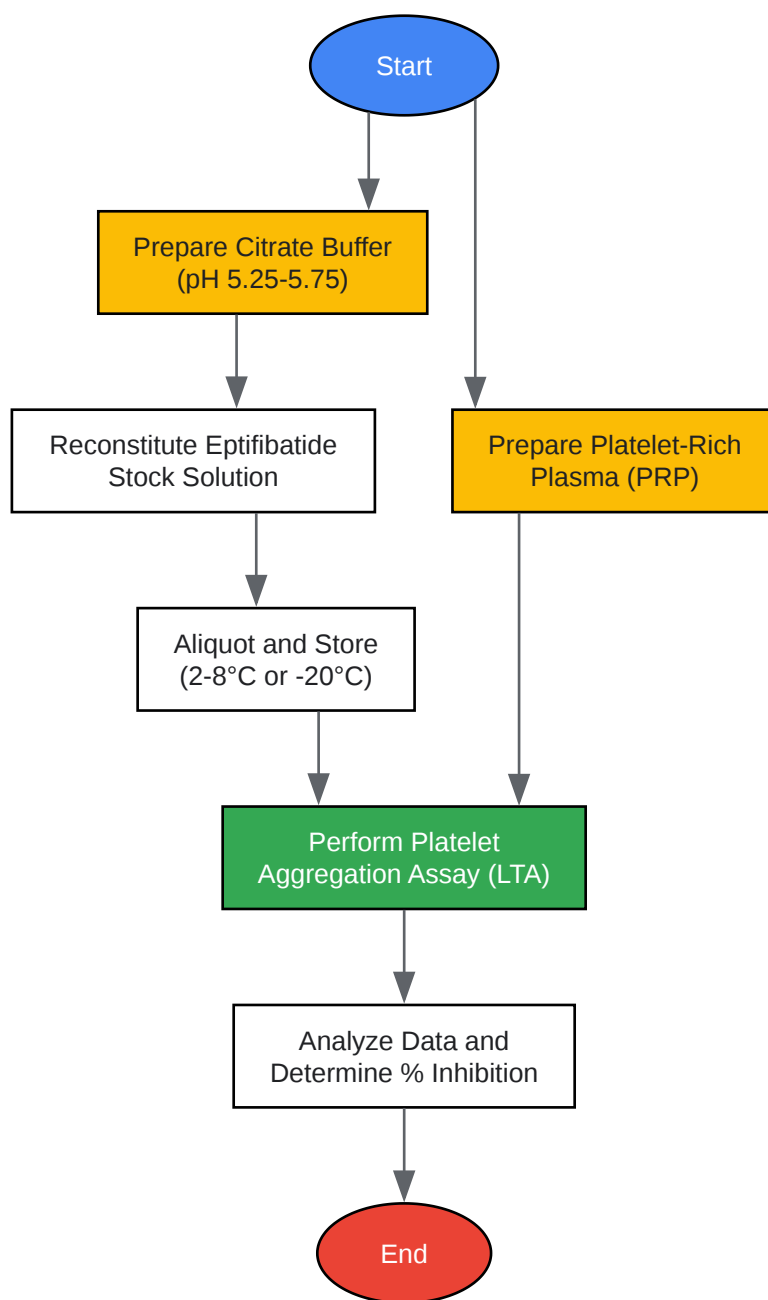 Start
Prepare Citrate Buffer
(pH 5.25-5.75)
Reconstitute Eptifibatide
Stock Solution
Prepare Platelet-Rich
Plasma (PRP)
Aliquot and Store
(2-8°C or -20°C)
Perform Platelet
Aggregation Assay (LTA)
Analyze Data and
Determine % Inhibition
End